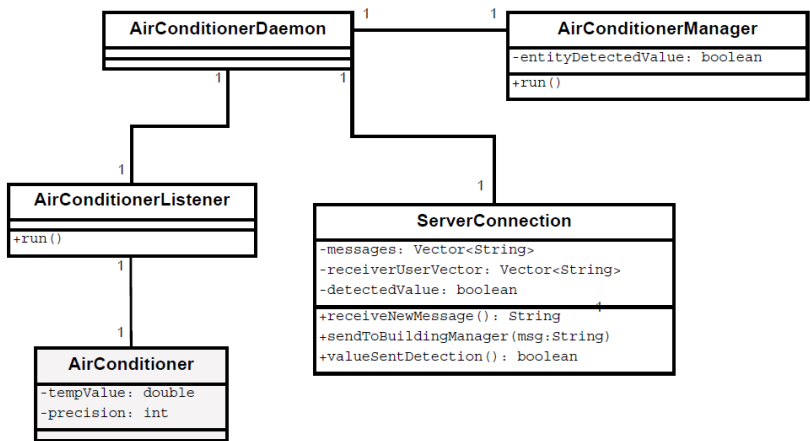 AirConditionerDaemon
1
1
AirConditionerManager
-entityDetectedValue: boolean
+run()
1
1
1
1
AirConditionerListener
+run()
ServerConnection
-messages: Vector<String>
-receiverUserVector: Vector<String>
-detectedValue: boolean
+receiveNewMessage(): String
+sendToBuildingManager(msg:String)
+valueSentDetection(): boolean
1
1
AirConditioner
-tempValue: double
-precision: int